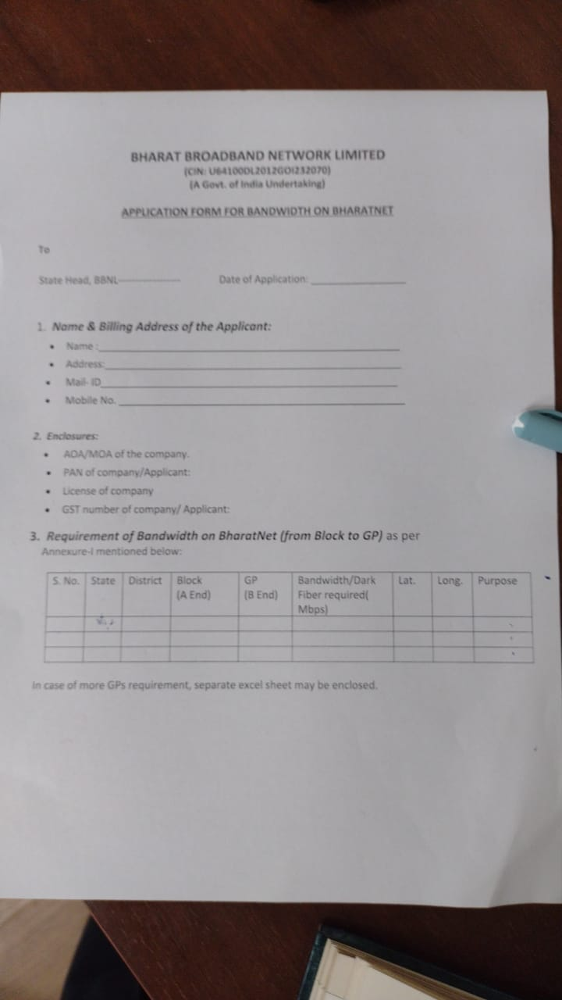 BHARAT BROADBAND NETWORK LIMITED
(CIN: U64100DL2012GOI232070)
(A Govt. of India Undertaking)
APPLICATION FORM FOR BANDWIDTH ON BHARATNET
To
State Head, BBNL------------------ Date of Application: ________________
1. Name & Billing Address of the Applicant:
• Name :________________
• Address:________________
• Mail- ID________________
• Mobile No. ________________
2. Enclosures:
• AOA/MOA of the company.
• PAN of company/Applicant:
• License of company
• GST number of company/ Applicant:
3. Requirement of Bandwidth on BharatNet (from Block to GP) as per
Annexure-I mentioned below:
S. No. State District Block GP Bandwidth/Dark Lat. Long. Purpose
(A End) (B End) Fiber required(
Mbps)
In case of more GPs requirement, separate excel sheet may be enclosed.